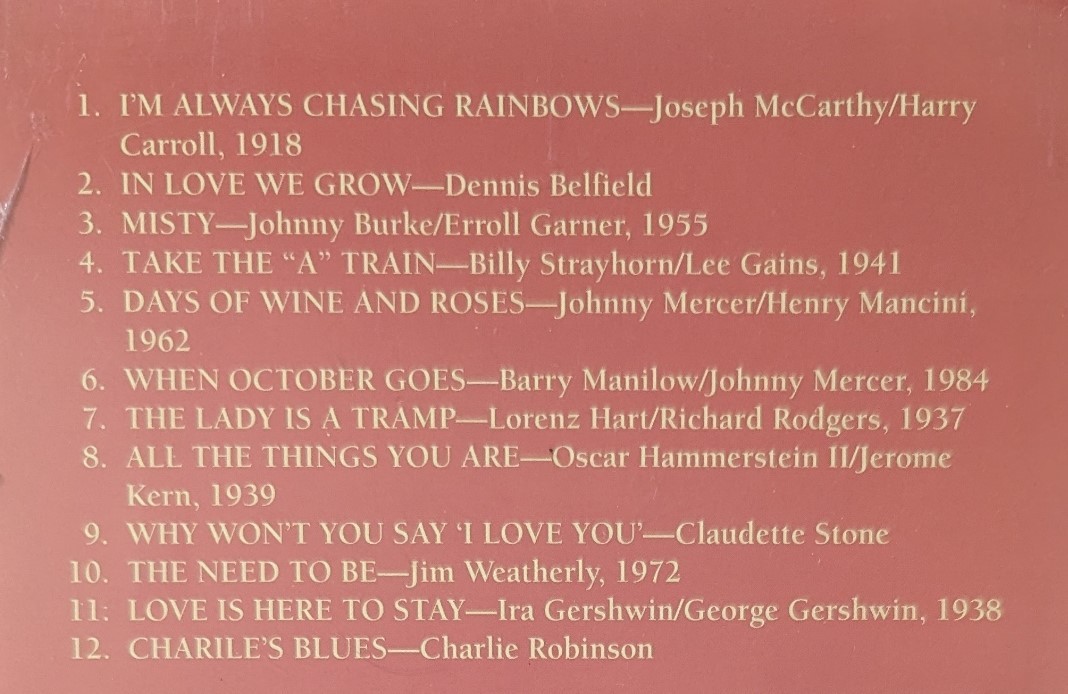 1. I'M ALWAYS CHASING RAINBOWS—Joseph McCarthy/Harry
Carroll, 1918
2. IN LOVE WE GROW—Dennis Belfield
3. MISTY—Johnny Burke/Erroll Garner, 1955
4. TAKE THE “A” TRAIN—Billy Strayhorn/Lee Gains, 1941
5. DAYS OF WINE AND ROSES—Johnny Mercer/Henry Mancini,
1962
6. WHEN OCTOBER GOES—Barry Manilow/Johnny Mercer, 1984
7. THE LADY IS A TRAMP—Lorenz Hart/Richard Rodgers, 1937
8. ALL THE THINGS YOU ARE—Oscar Hammerstein II/Jerome
Kern, 1939
9. WHY WON'T YOU SAY ‘I LOVE YOU’—Claudette Stone
10. THE NEED TO BE—Jim Weatherly, 1972
11. LOVE IS HERE TO STAY—Ira Gershwin/George Gershwin, 1938
12. CHARILE'S BLUES—Charlie Robinson